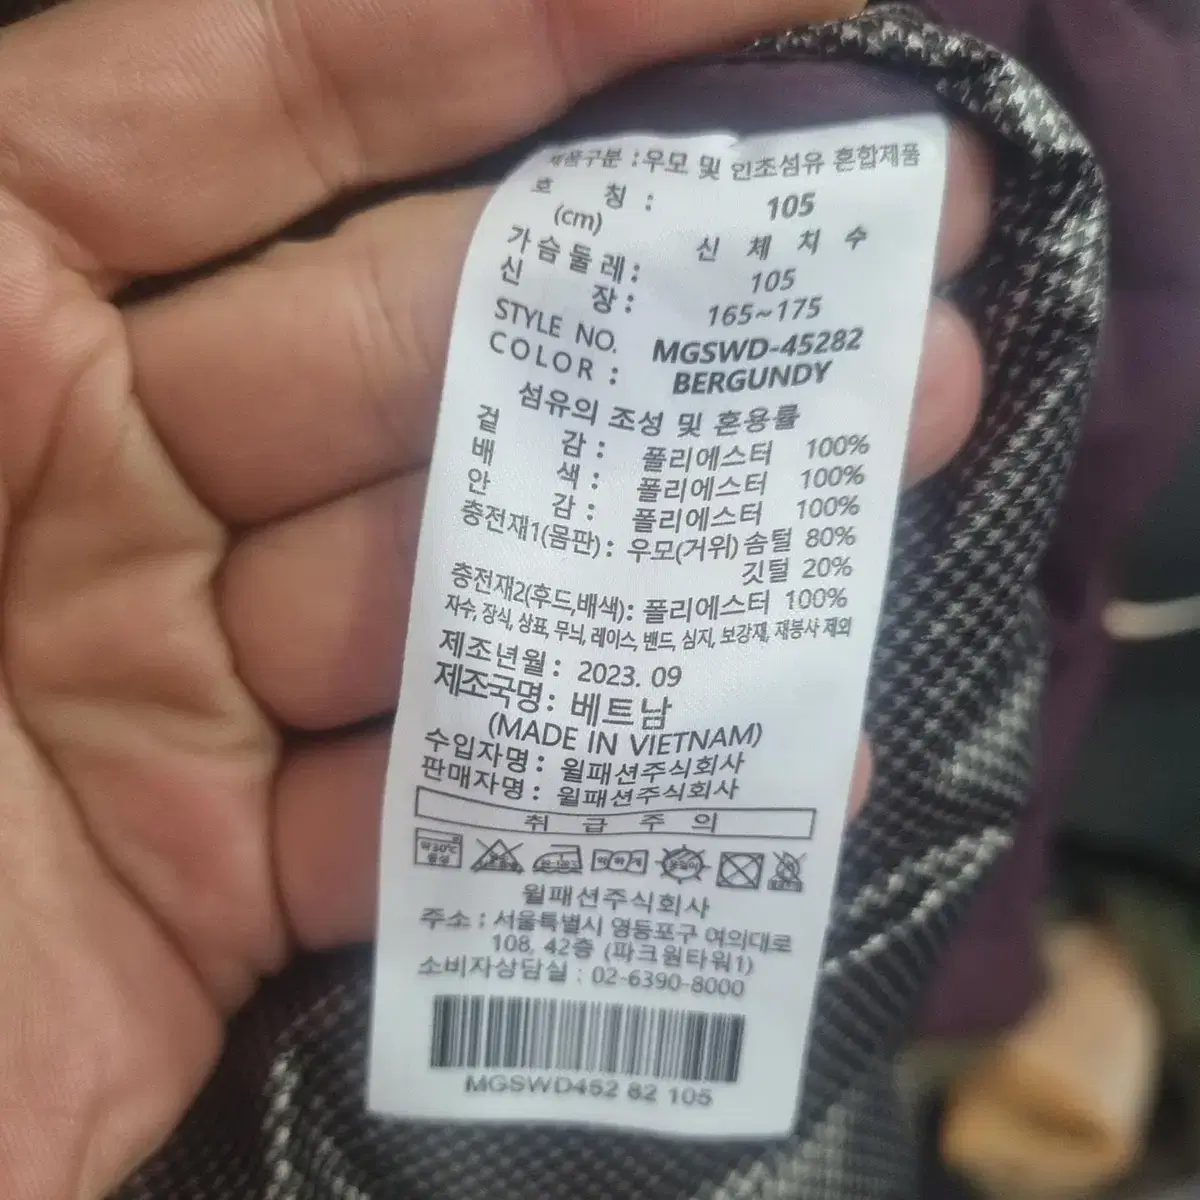 제품구분 : 우모 및 인조섬유 혼합제품
호 칭 : 105
(cm) 신 체 치 수
가슴둘레 : 105
신 장 : 165~175
STYLE NO. MGSWD-45282
COLOR : BERGUNDY
섬유의 조성 및 혼용률
겉 감 : 폴리에스터 100%
배 색 : 폴리에스터 100%
안 감 : 폴리에스터 100%
충전재1(몸판) : 우모(거위) 솜털 80%
깃털 20%
충전재2(후드,배색): 폴리에스터 100%
자수, 장식, 상표, 무늬, 레이스, 밴드, 심지, 보강재, 재봉사 제외
제조년월 : 2023. 09
제조국명 : 베트남
(MADE IN VIETNAM)
수입자명 : 윌패션주식회사
판매자명 : 윌패션주식회사
취 급 주 의
윌패션주식회사
주소 : 서울특별시 영등포구 여의대로
108, 42층 (파크원타워1)
소비자상담실 : 02-6390-8000
MGSWD452 82 105